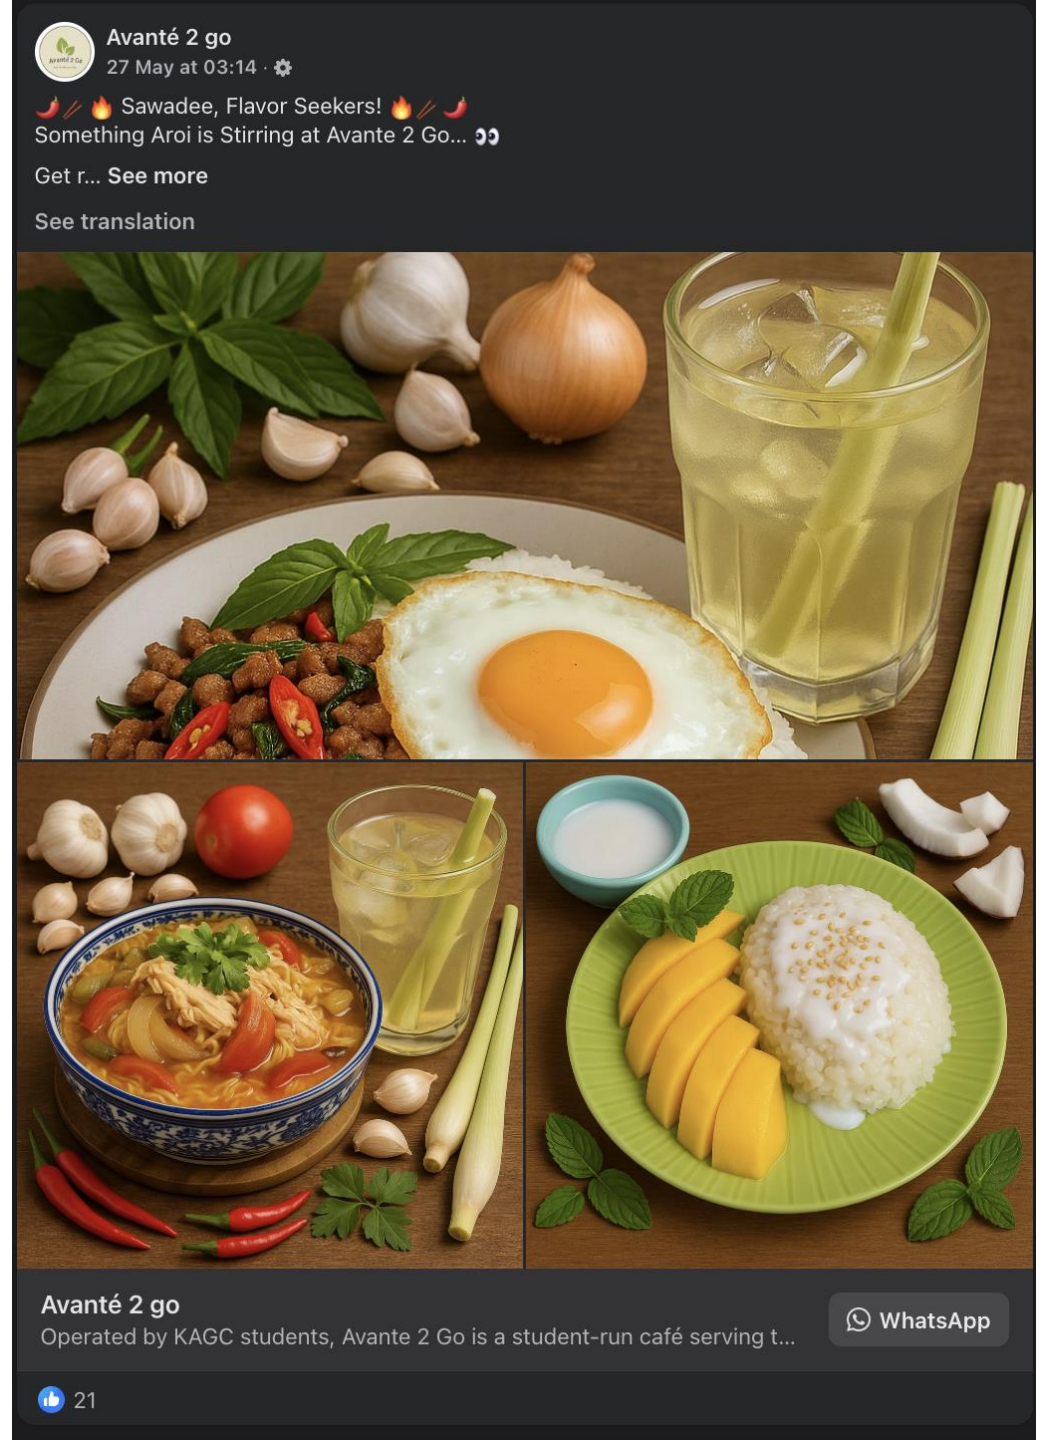 Avanté 2 go
27 May at 03:14 ·
🌶️🥢🔥 Sawadee, Flavor Seekers! 🔥🥢🌶️
Something Aroi is Stirring at Avante 2 Go... 👀
Get r... See more
See translation
Avanté 2 go
Operated by KAGC students, Avante 2 Go is a student-run café serving t...
WhatsApp
21